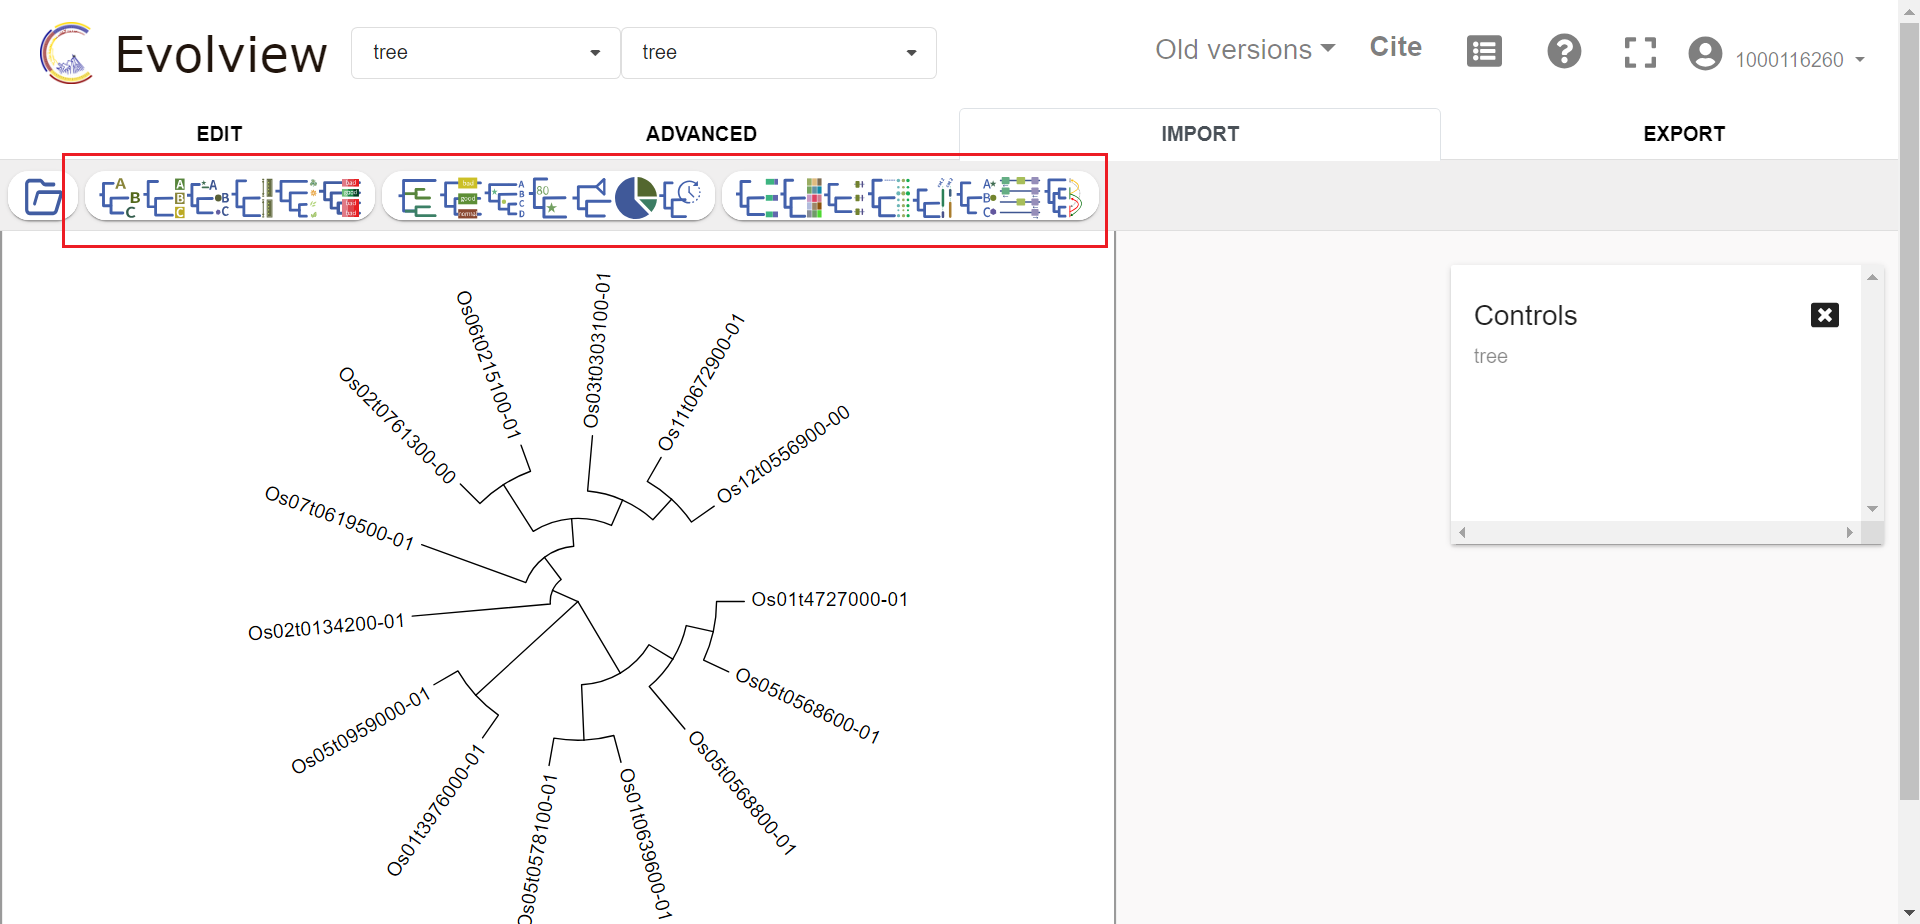 Evolview
tree
tree
Old versions
Cite
1000116260
EDIT
ADVANCED
IMPORT
EXPORT
Controls
tree
Os06t0215100-01
Os03t0303100-01
Os11t0672900-01
Os02t0761300-00
Os12t0556900-00
Os07t0619500-01
Os01t4727000-01
Os02t0134200-01
Os05t0568600-01
Os05t0959000-01
Os05t0568800-01
Os01t3976000-01
Os05t0578100-01
Os01t0639600-01